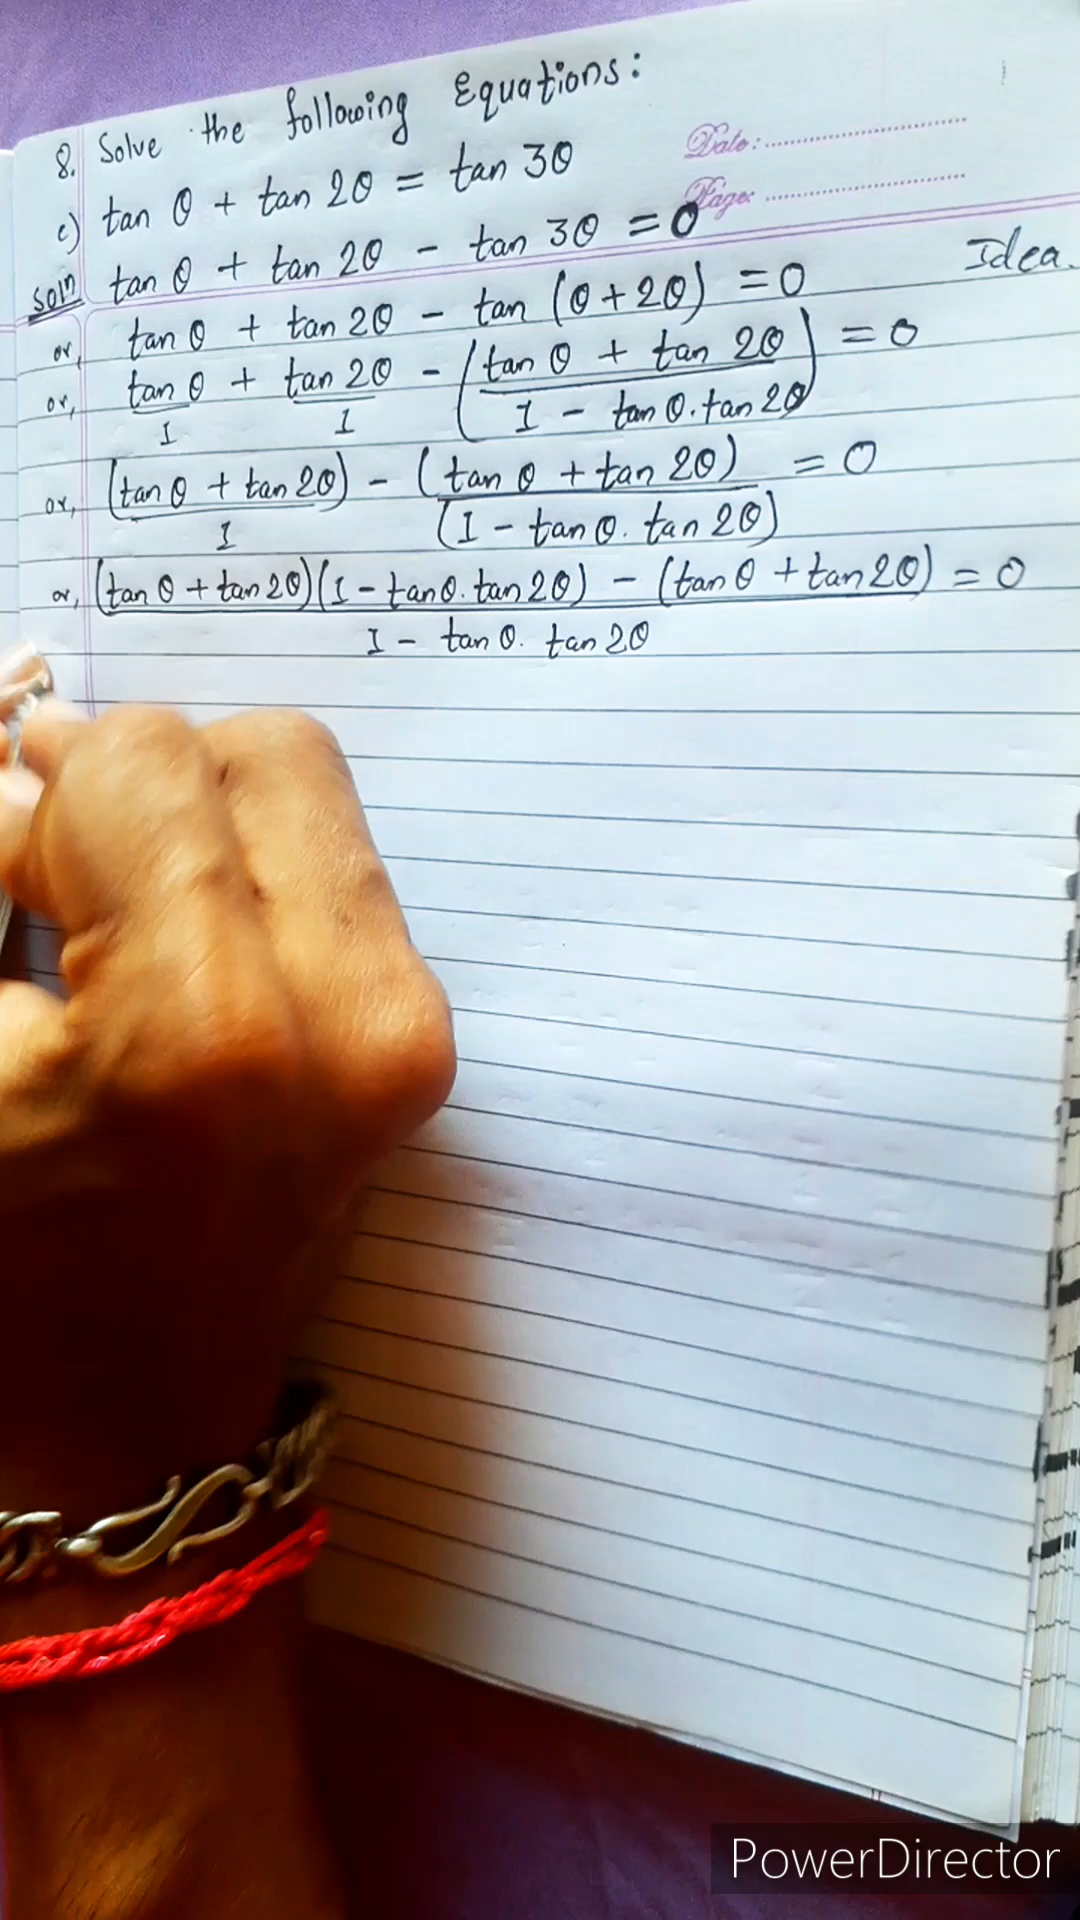 8. Solve the following Equations:
c) tan θ + tan 2θ = tan 3θ
Date:
Page:
Soln tan θ + tan 2θ - tan 3θ = 0
Idea.
or, tan θ + tan 2θ - tan (θ + 2θ) = 0
or, tan θ/1 + tan 2θ/1 - ((tan θ + tan 2θ)/(1 - tan θ. tan 2θ)) = 0
or, (tan θ + tan 2θ)/1 - (tan θ + tan 2θ)/(1 - tan θ. tan 2θ) = 0
or, ((tan θ + tan 2θ)(1 - tan θ. tan 2θ) - (tan θ + tan 2θ))/(1 - tan θ. tan 2θ) = 0
PowerDirector